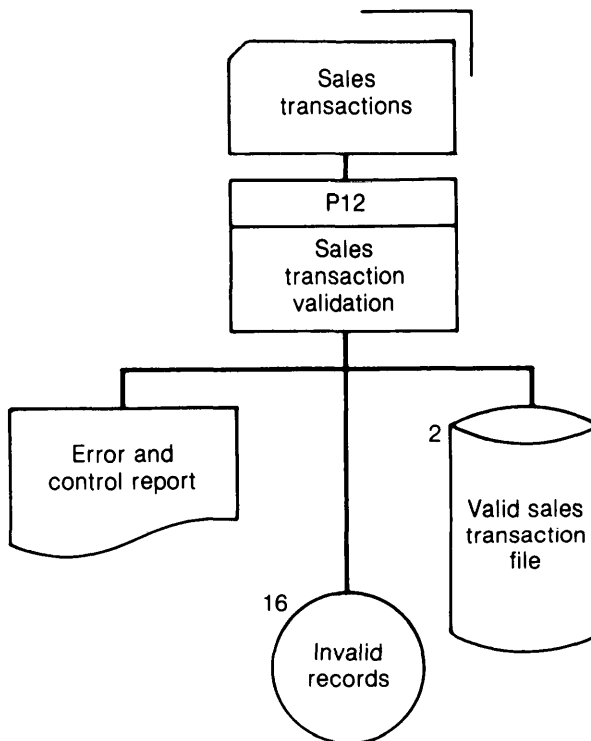 Sales
transactions
P12
Sales
transaction
validation
Error and
control report
2
Valid sales
transaction
file
16
Invalid
records